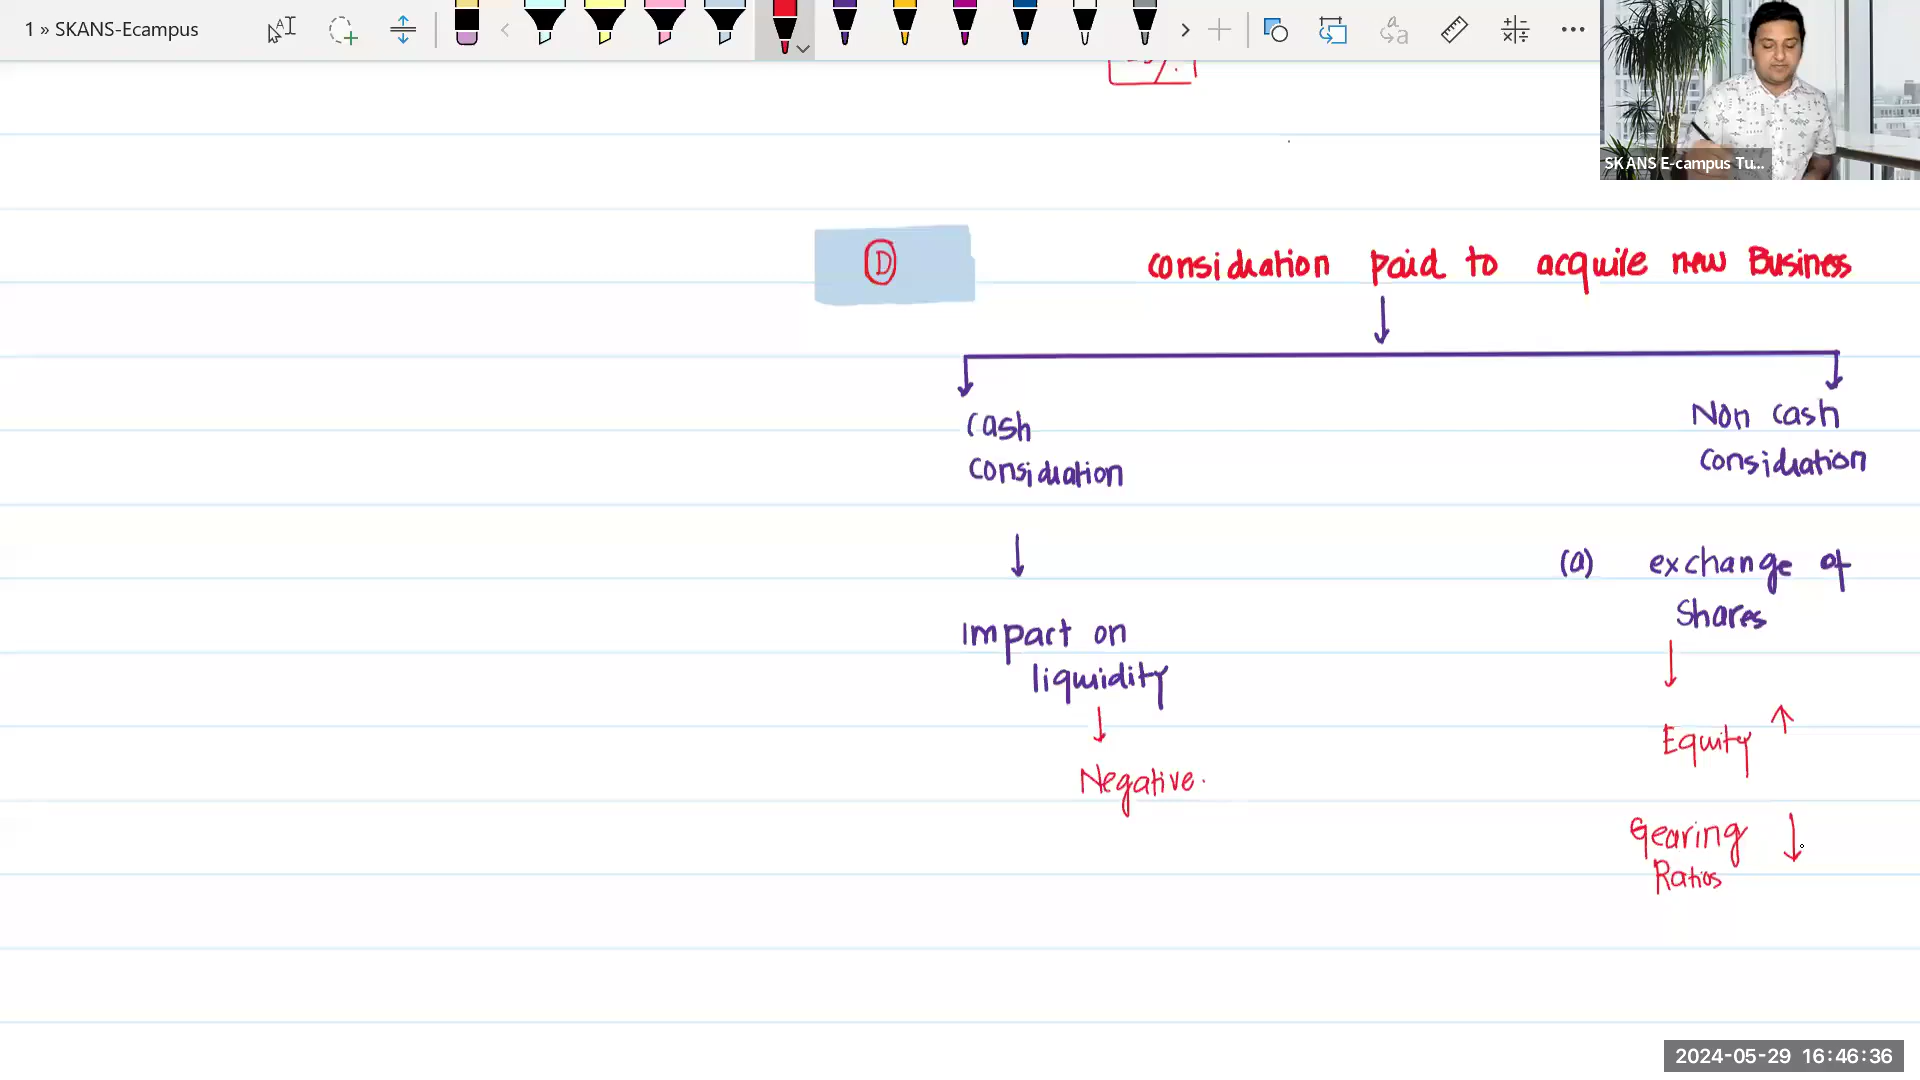 1 » SKANS-Ecampus
SKANS E-campus Tu...
D
consideration paid to acquire new Business
Cash
Consideration
Non Cash
Consideration
(a) exchange of
Shares
Impact on
liquidity
Negative.
Equity ↑
Gearing ↓
Ratios
2024-05-29 16:46:36